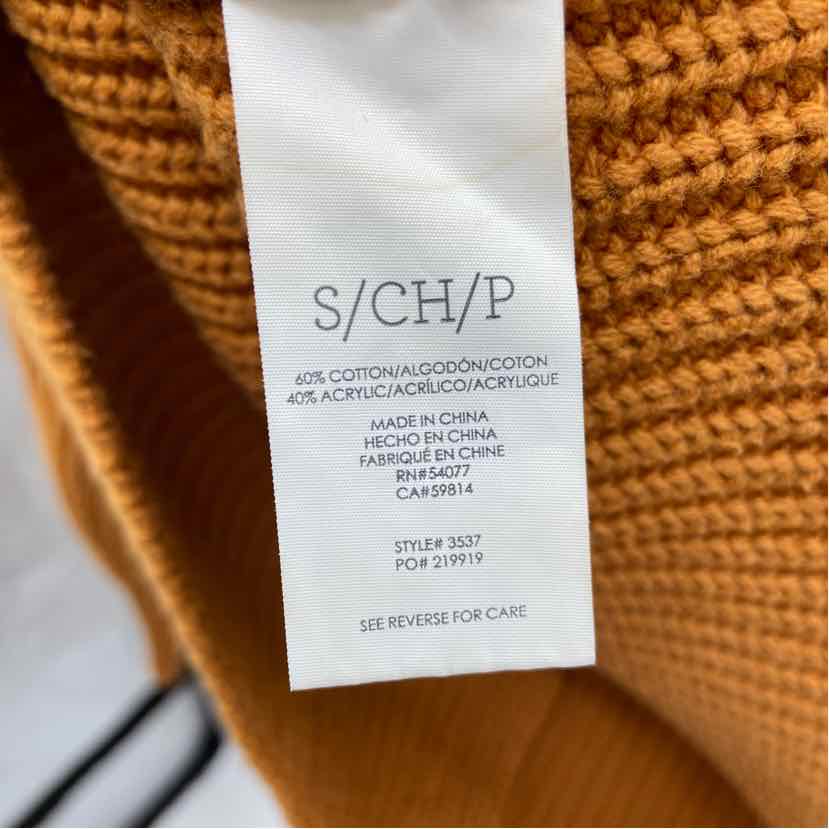 S/CH/P
60% COTTON/ALGODÓN/COTON
40% ACRYLIC/ACRÍLICO/ACRYLIQUE
MADE IN CHINA
HECHO EN CHINA
FABRIQUÉ EN CHINE
RN#54077
CA#59814
STYLE# 3537
PO# 219919
SEE REVERSE FOR CARE